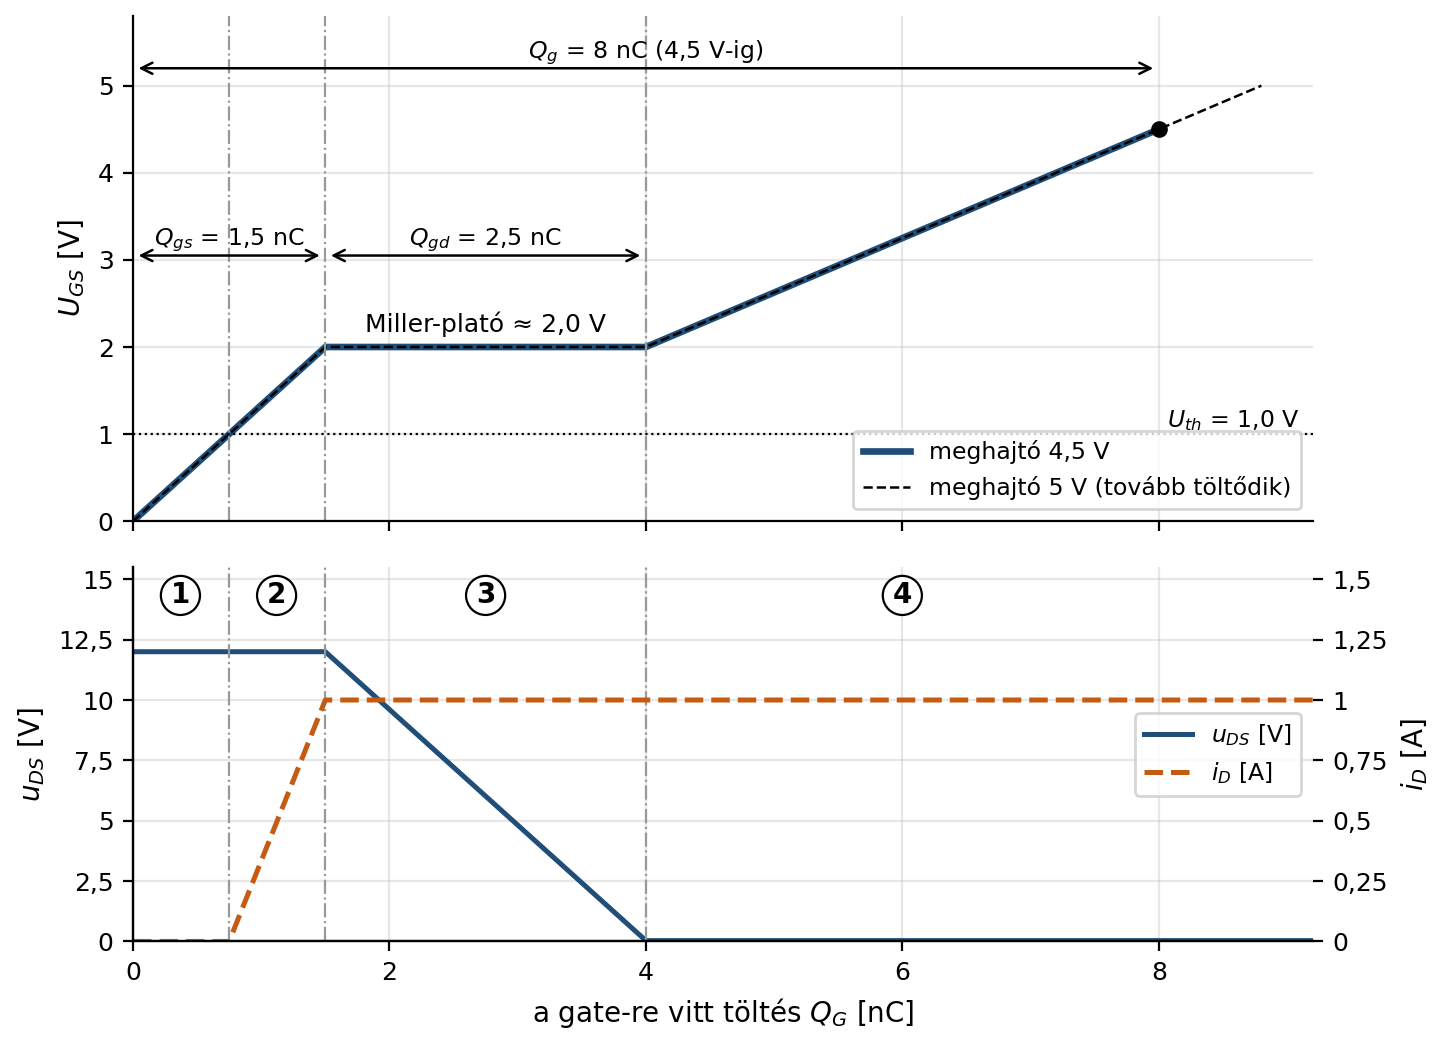 Q_g = 8 nC (4,5 V-ig)
5
4
Q_gs = 1,5 nC
Q_gd = 2,5 nC
3
U_GS [V]
Miller-plató ≈ 2,0 V
2
U_th = 1,0 V
1
meghajtó 4,5 V
meghajtó 5 V (tovább töltődik)
0
15
1
2
3
4
1,5
12,5
1,25
10
1
u_DS [V]
i_D [A]
7,5
0,75
u_DS [V]
i_D [A]
5
0,5
2,5
0,25
0
0
0
2
4
6
8
a gate-re vitt töltés Q_G [nC]